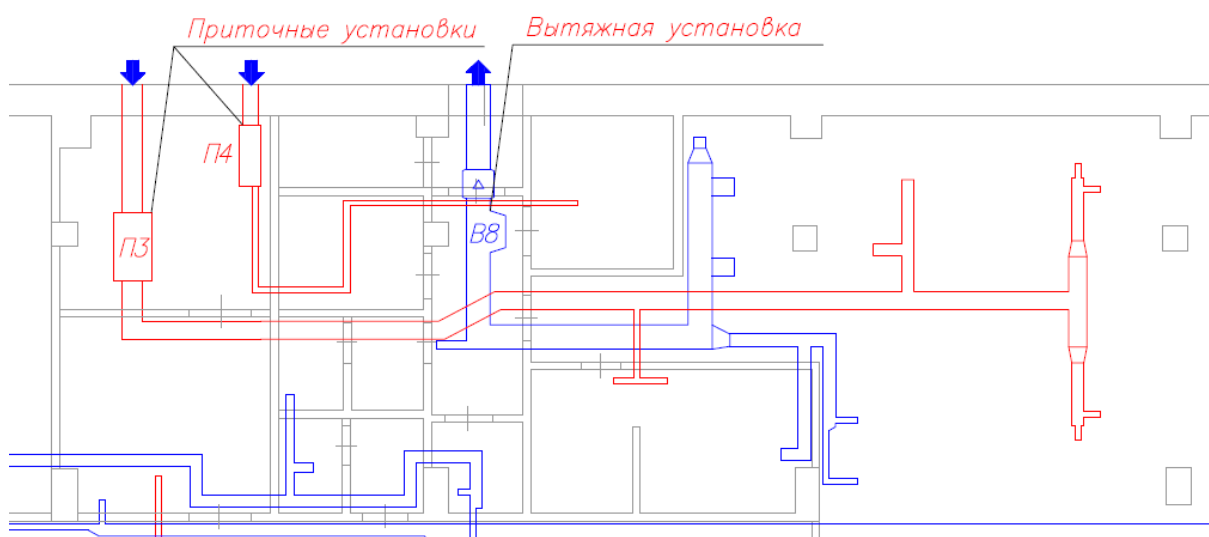 Приточные установки
Вытяжная установка
П4
П3
В8